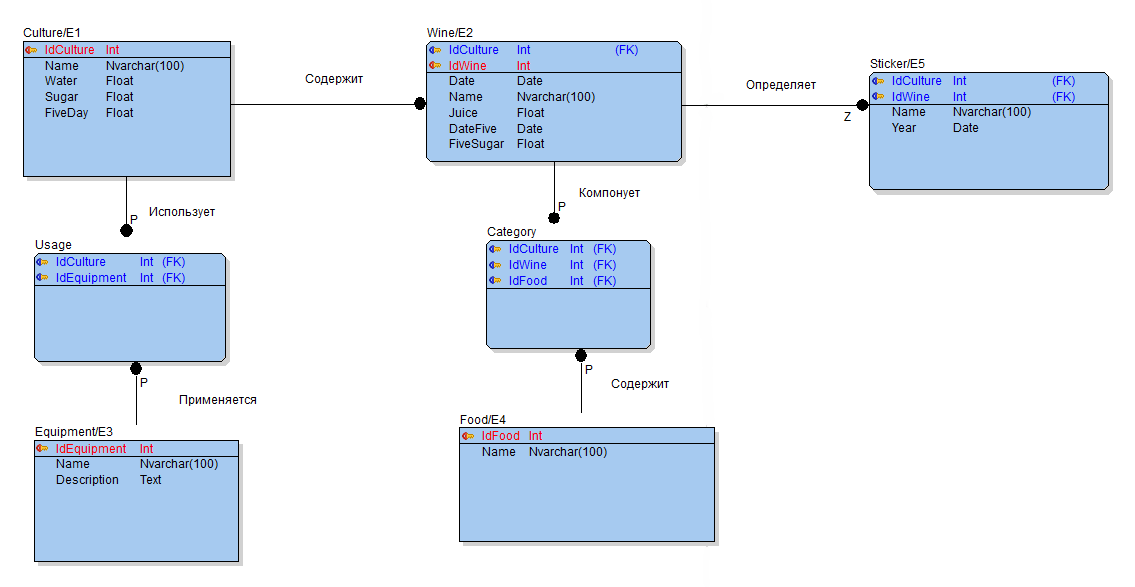 Culture/E1
IdCulture Int
Name Nvarchar(100)
Water Float
Sugar Float
FiveDay Float
Содержит
Wine/E2
IdCulture Int (FK)
IdWine Int
Date Date
Name Nvarchar(100)
Juice Float
DateFive Date
FiveSugar Float
Определяет
Z
Sticker/E5
IdCulture Int (FK)
IdWine Int (FK)
Name Nvarchar(100)
Year Date
P
Использует
P
Компонует
Usage
IdCulture Int (FK)
IdEquipment Int (FK)
Category
IdCulture Int (FK)
IdWine Int (FK)
IdFood Int (FK)
P
Применяется
P
Содержит
Equipment/E3
IdEquipment Int
Name Nvarchar(100)
Description Text
Food/E4
IdFood Int
Name Nvarchar(100)